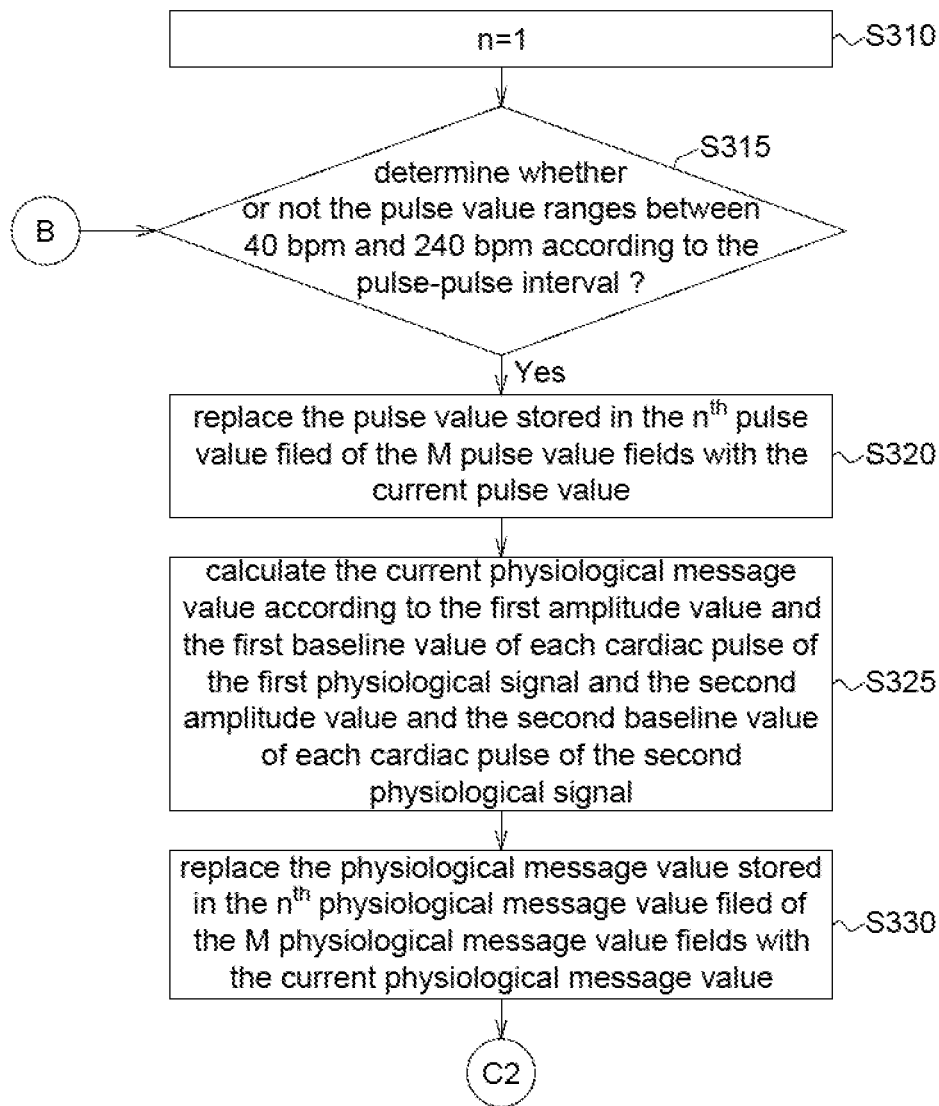 n=1
S310
S315
determine whether
or not the pulse value ranges between
40 bpm and 240 bpm according to the
pulse-pulse interval ?
B
Yes
replace the pulse value stored in the nth pulse
value filed of the M pulse value fields with the
current pulse value
S320
calculate the current physiological message
value according to the first amplitude value and
the first baseline value of each cardiac pulse of
the first physiological signal and the second
amplitude value and the second baseline value
of each cardiac pulse of the second
physiological signal
S325
replace the physiological message value stored
in the nth physiological message value filed of
the M physiological message value fields with
the current physiological message value
S330
C2